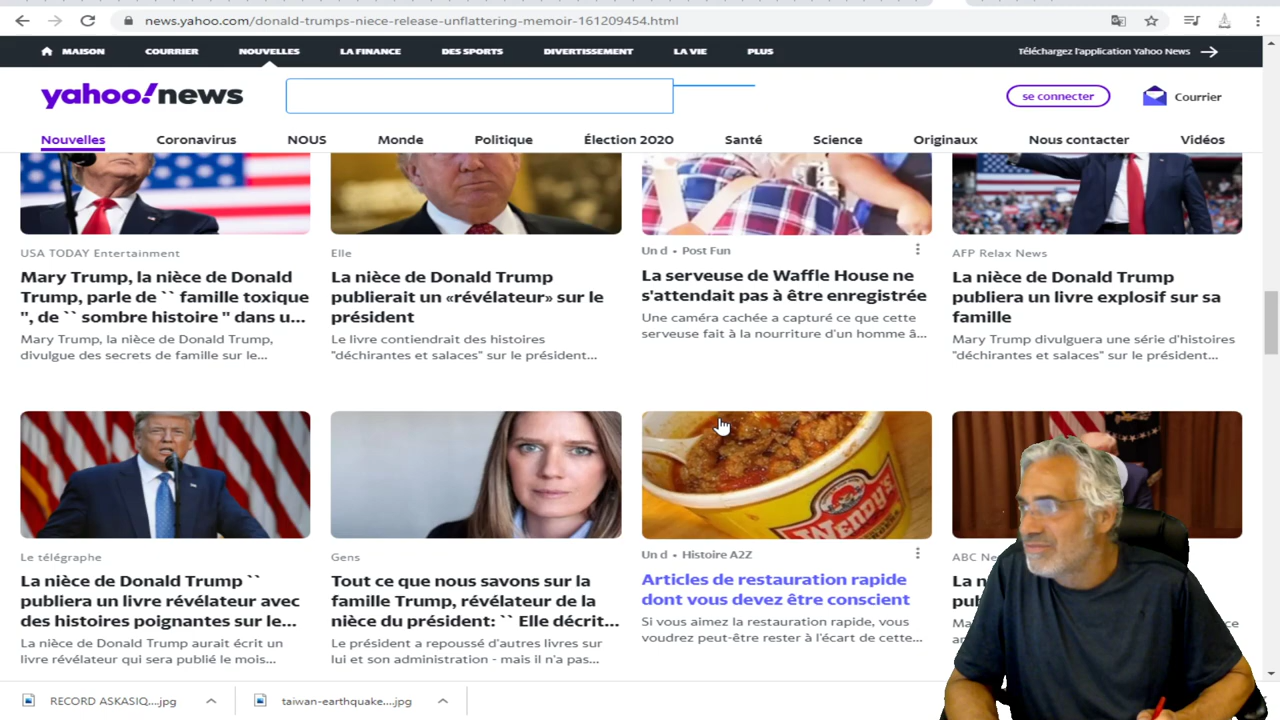 news.yahoo.com/donald-trumps-niece-release-unflattering-memoir-161209454.html
MAISON COURRIER NOUVELLES LA FINANCE DES SPORTS DIVERTISSEMENT LA VIE PLUS Téléchargez l'application Yahoo News
yahoo!news se connecter Courrier
Nouvelles Coronavirus NOUS Monde Politique Élection 2020 Santé Science Originaux Nous contacter Vidéos
USA TODAY Entertainment
Mary Trump, la nièce de Donald
Trump, parle de `` famille toxique
'', de `` sombre histoire '' dans u...
Mary Trump, la nièce de Donald Trump,
divulgue des secrets de famille sur le...
Elle
La nièce de Donald Trump
publierait un «révélateur» sur le
président
Le livre contiendrait des histoires
"déchirantes et salaces" sur le président...
Un d • Post Fun
La serveuse de Waffle House ne
s'attendait pas à être enregistrée
Une caméra cachée a capturé ce que cette
serveuse fait à la nourriture d'un homme â...
AFP Relax News
La nièce de Donald Trump
publiera un livre explosif sur sa
famille
Mary Trump divulguera une série d'histoires
"déchirantes et salaces" sur le président...
Le télégraphe
La nièce de Donald Trump ``
publiera un livre révélateur avec
des histoires poignantes sur le...
La nièce de Donald Trump aurait écrit un
livre révélateur qui sera publié le mois...
Gens
Tout ce que nous savons sur la
famille Trump, révélateur de la
nièce du président: `` Elle décrit...
Le président a repoussé d'autres livres sur
lui et son administration - mais il n'a pas...
WENDY'S
Un d • Histoire A2Z
Articles de restauration rapide
dont vous devez être conscient
Si vous aimez la restauration rapide, vous
voudrez peut-être rester à l'écart de cette...
ABC Ne
La n
pub
RECORD ASKASIQ....jpg taiwan-earthquake....jpg